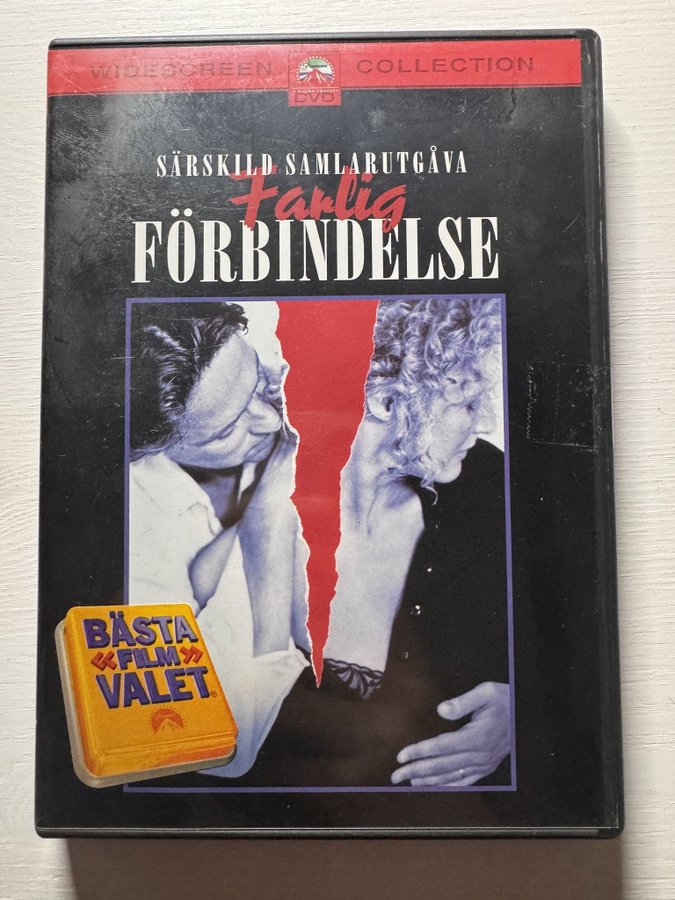 WIDESCREEN COLLECTION
DVD
SÄRSKILD SAMLARUTGÅVA
Farlig
FÖRBINDELSE
BÄSTA
«FILM»
VALET®